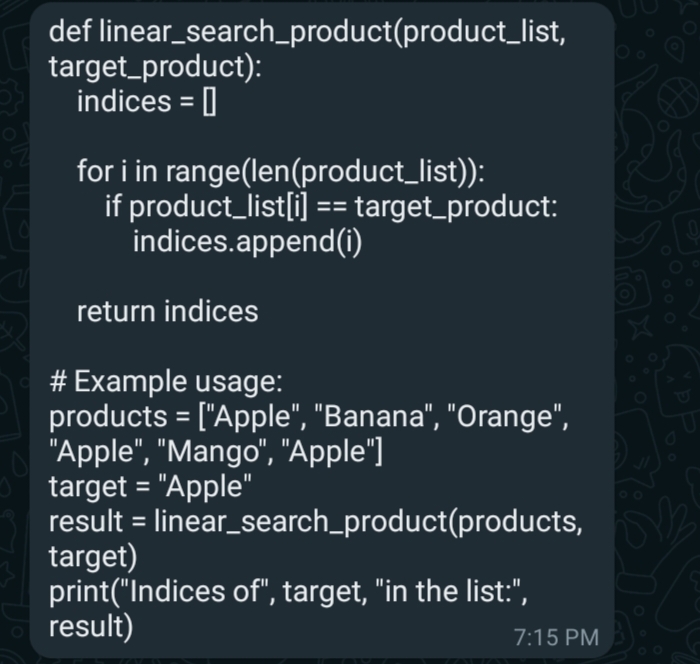 def linear_search_product(product_list,
target_product):
    indices = []

    for i in range(len(product_list)):
        if product_list[i] == target_product:
            indices.append(i)

    return indices

# Example usage:
products = ["Apple", "Banana", "Orange",
"Apple", "Mango", "Apple"]
target = "Apple"
result = linear_search_product(products,
target)
print("Indices of", target, "in the list:",
result)
7:15 PM